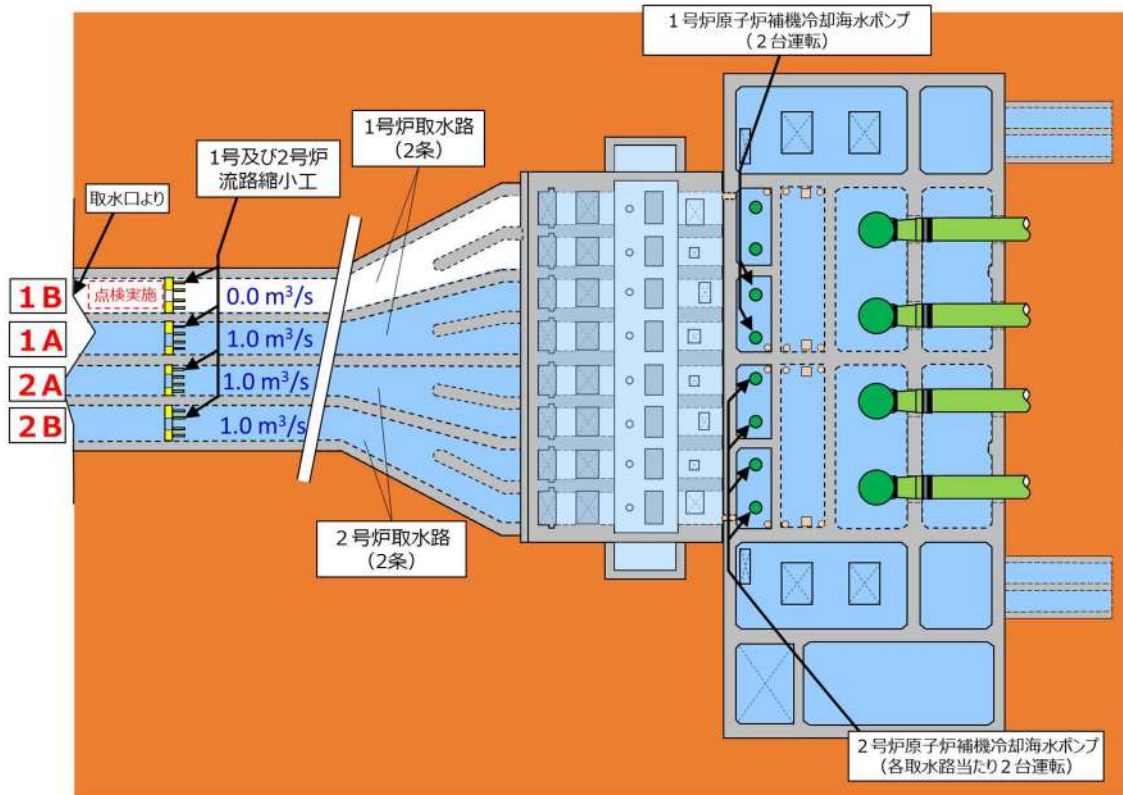 1号炉原子炉補機冷却海水ポンプ
（２台運転）
1号炉取水路
（2条）
1号及び2号炉
流路縮小工
取水口より
1B
点検実施
0.0 m³/s
1A
1.0 m³/s
2A
1.0 m³/s
2B
1.0 m³/s
２号炉取水路
（2条）
２号炉原子炉補機冷却海水ポンプ
（各取水路当たり２台運転）